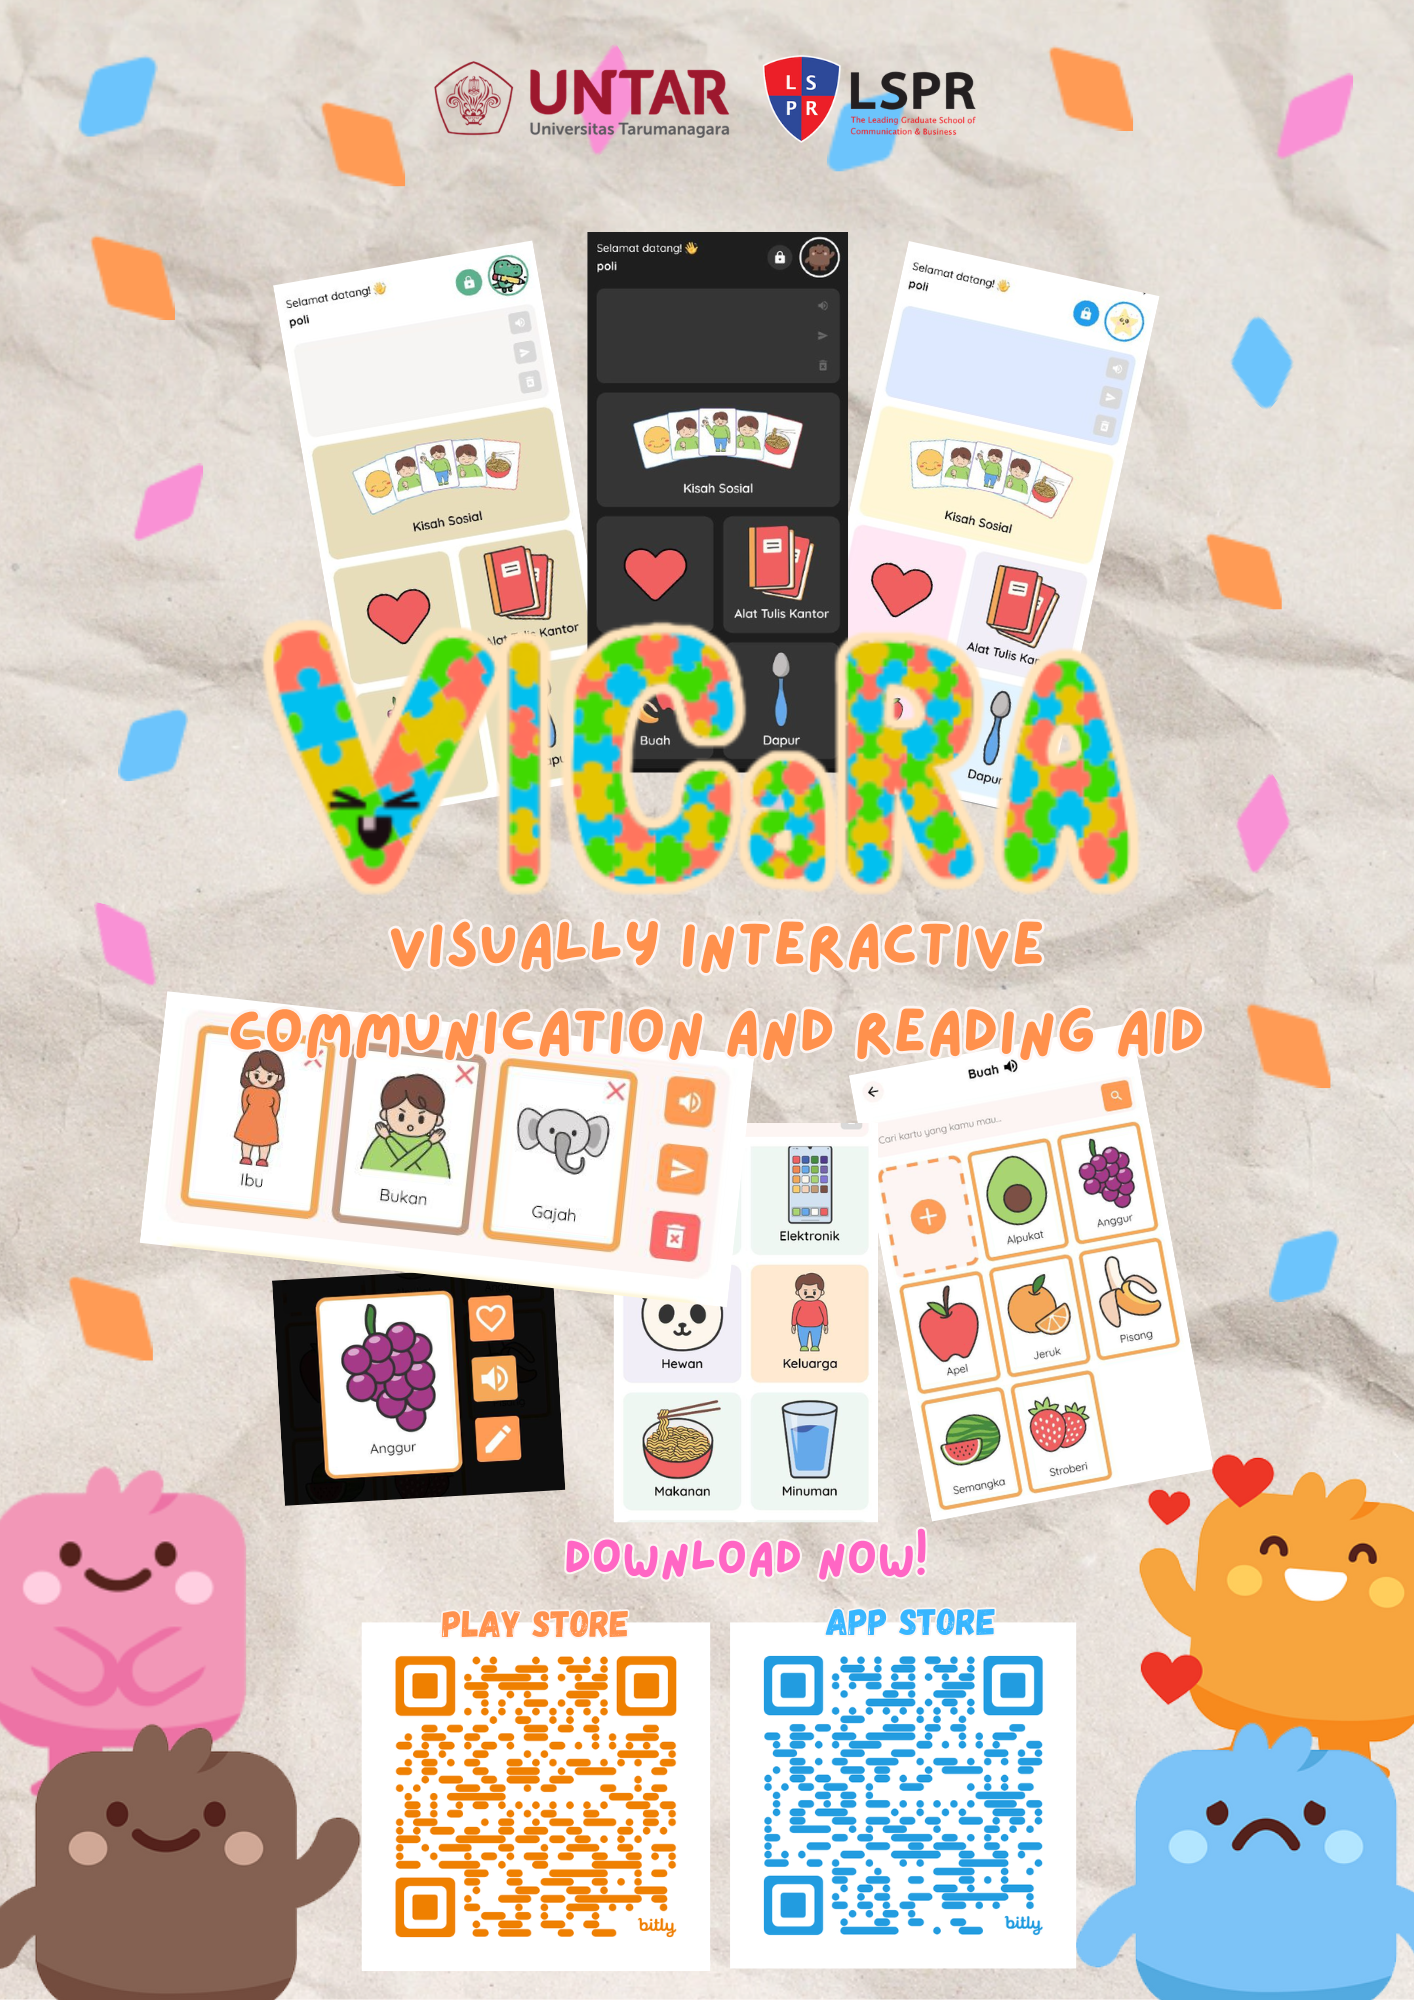 UNTAR
Universitas Tarumanagara
LSPR
LSPR
The Leading Graduate School of
Communication & Business
Selamat datang! 👋
poli
Kisah Sosial
Alat Tulis Kantor
Selamat datang! 👋
poli
Kisah Sosial
Alat Tulis Kantor
Buah
Dapur
Selamat datang! 👋
poli
Kisah Sosial
Alat Tulis Ka
Dapur
VICaRA
VISUALLY INTERACTIVE
COMMUNICATION AND READING AID
Ibu
Bukan
Gajah
Elektronik
Hewan
Keluarga
Makanan
Minuman
Buah
Cari kartu yang kamu mau...
Alpukat
Anggur
Apel
Jeruk
Pisang
Semangka
Stroberi
Anggur
DOWNLOAD NOW!
PLAY STORE
APP STORE
bitly
bitly